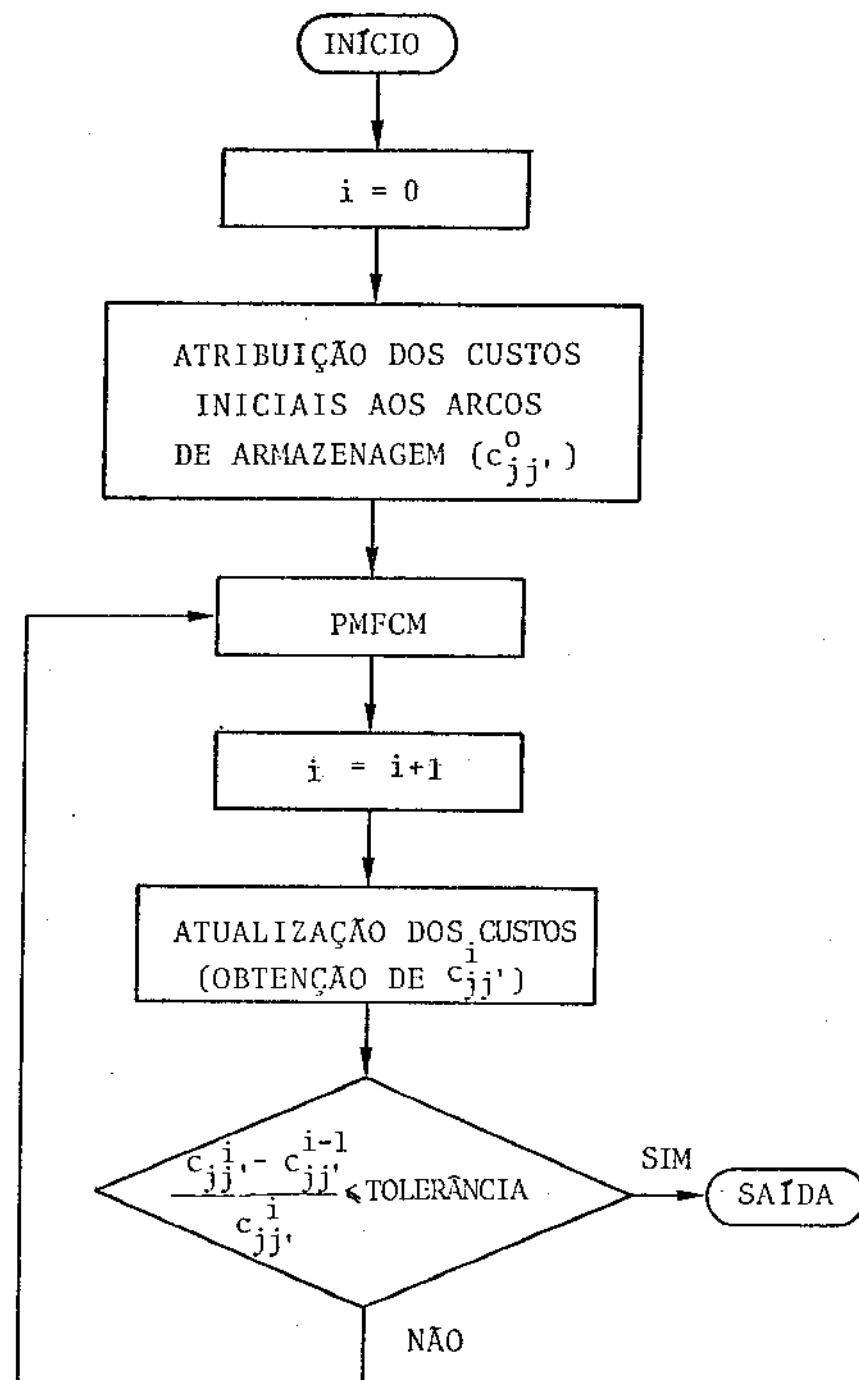 INÍCIO
i = 0
ATRIBUIÇÃO DOS CUSTOS
INICIAIS AOS ARCOS
DE ARMAZENAGEM (c⁰jj')
PMFCM
i = i+1
ATUALIZAÇÃO DOS CUSTOS
(OBTENÇÃO DE cⁱjj')
cⁱjj' - cⁱ⁻¹jj'
⩽ TOLERÂNCIA
cⁱjj'
SIM
SAÍDA
NÃO